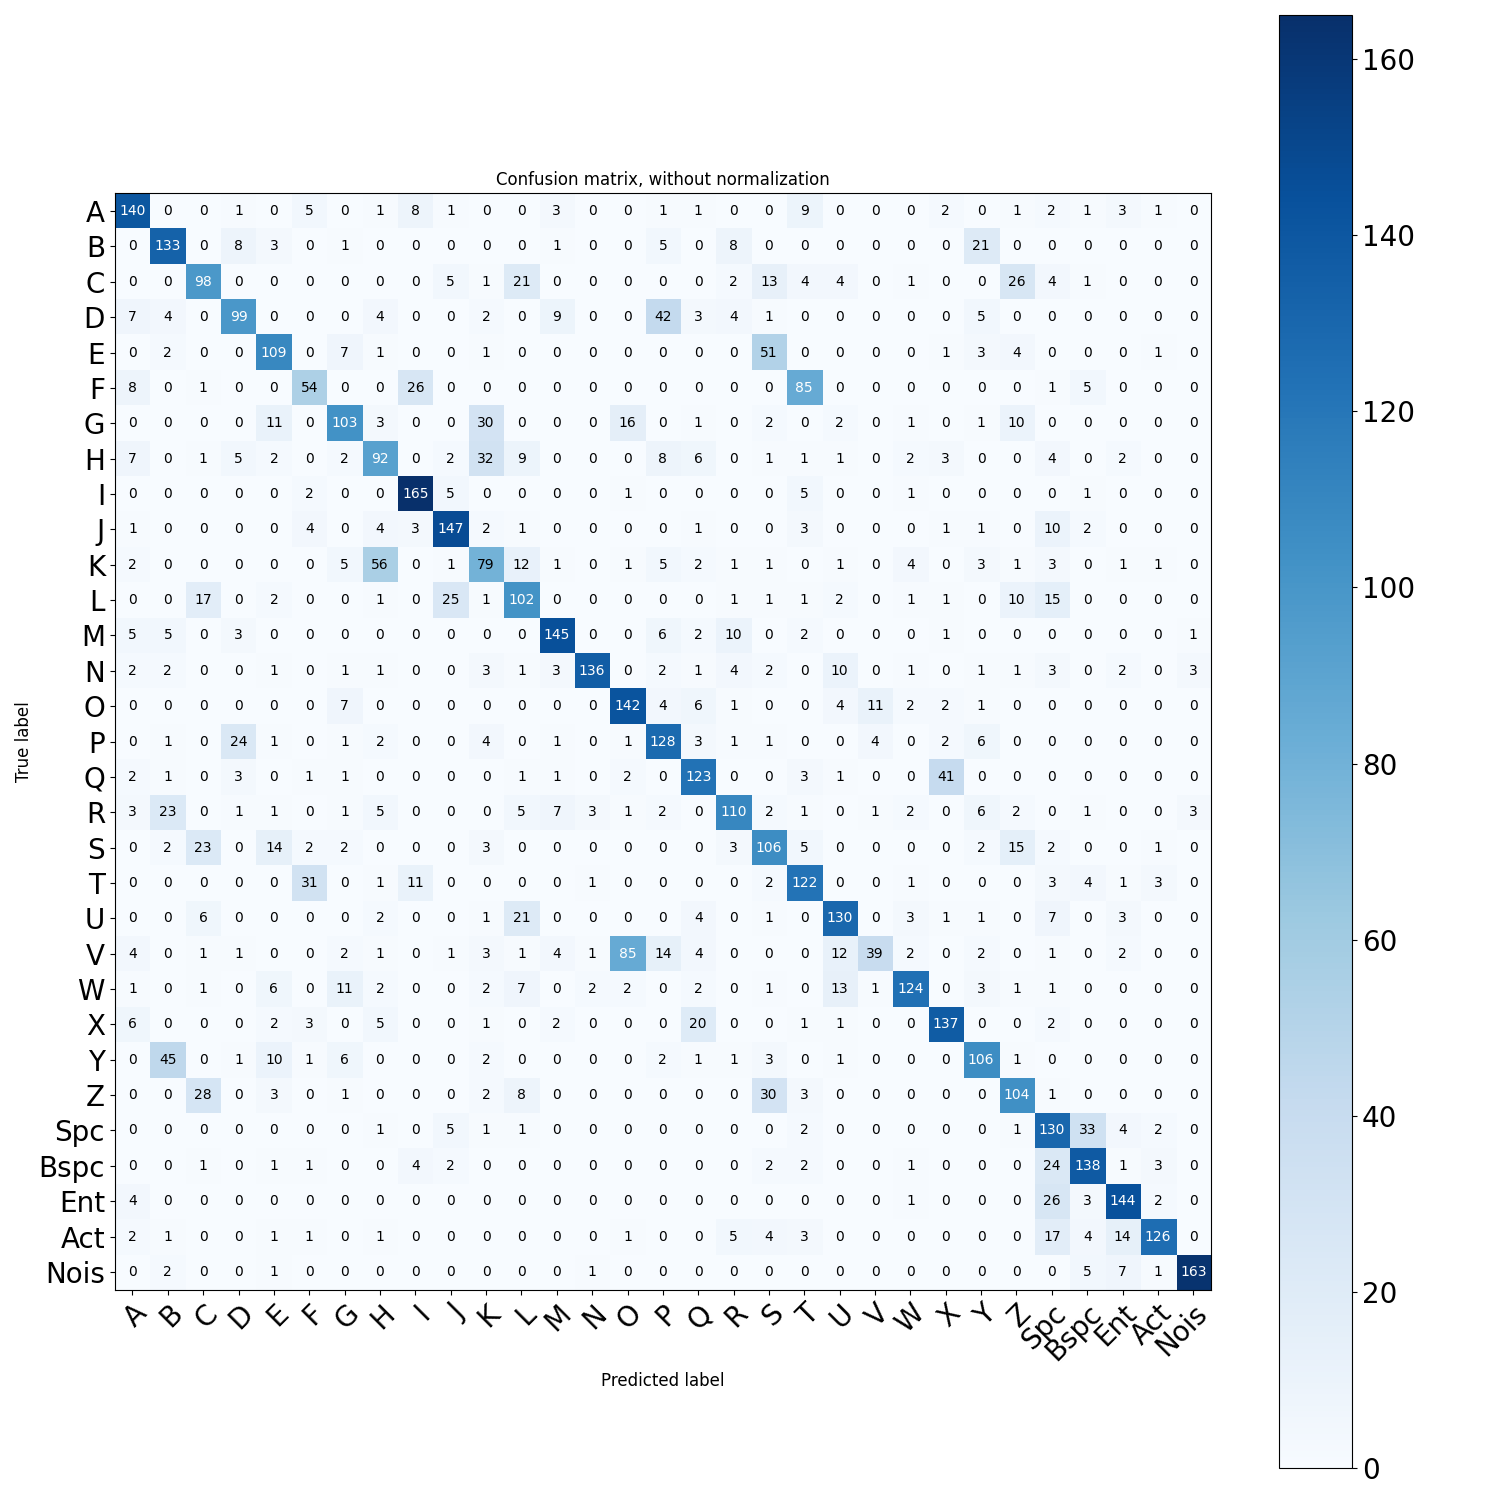 Confusion matrix, without normalization
A 140 0 0 1 0 5 0 1 8 1 0 0 3 0 0 1 1 0 0 9 0 0 0 2 0 1 2 1 3 1 0
B 0 133 0 8 3 0 1 0 0 0 0 0 1 0 0 5 0 8 0 0 0 0 0 0 21 0 0 0 0 0 0
C 0 0 98 0 0 0 0 0 0 5 1 21 0 0 0 0 0 2 13 4 4 0 1 0 0 26 4 1 0 0 0
D 7 4 0 99 0 0 0 4 0 0 2 0 9 0 0 42 3 4 1 0 0 0 0 0 5 0 0 0 0 0 0
E 0 2 0 0 109 0 7 1 0 0 1 0 0 0 0 0 0 0 51 0 0 0 0 1 3 4 0 0 0 1 0
F 8 0 1 0 0 54 0 0 26 0 0 0 0 0 0 0 0 0 0 85 0 0 0 0 0 0 1 5 0 0 0
G 0 0 0 0 11 0 103 3 0 0 30 0 0 0 16 0 1 0 2 0 2 0 1 0 1 10 0 0 0 0 0
H 7 0 1 5 2 0 2 92 0 2 32 9 0 0 0 8 6 0 1 1 1 0 2 3 0 0 4 0 2 0 0
I 0 0 0 0 0 2 0 0 165 5 0 0 0 0 1 0 0 0 0 5 0 0 1 0 0 0 0 1 0 0 0
J 1 0 0 0 0 4 0 4 3 147 2 1 0 0 0 0 1 0 0 3 0 0 0 1 1 0 10 2 0 0 0
K 2 0 0 0 0 0 5 56 0 1 79 12 1 0 1 5 2 1 1 0 1 0 4 0 3 1 3 0 1 1 0
L 0 0 17 0 2 0 0 1 0 25 1 102 0 0 0 0 0 1 1 1 2 0 1 1 0 10 15 0 0 0 0
M 5 5 0 3 0 0 0 0 0 0 0 0 145 0 0 6 2 10 0 2 0 0 0 1 0 0 0 0 0 0 1
N 2 2 0 0 1 0 1 1 0 0 3 1 3 136 0 2 1 4 2 0 10 0 1 0 1 1 3 0 2 0 3
O 0 0 0 0 0 0 7 0 0 0 0 0 0 0 142 4 6 1 0 0 4 11 2 2 1 0 0 0 0 0 0
P 0 1 0 24 1 0 1 2 0 0 4 0 1 0 1 128 3 1 1 0 0 4 0 2 6 0 0 0 0 0 0
Q 2 1 0 3 0 1 1 0 0 0 0 1 1 0 2 0 123 0 0 3 1 0 0 41 0 0 0 0 0 0 0
R 3 23 0 1 1 0 1 5 0 0 0 5 7 3 1 2 0 110 2 1 0 1 2 0 6 2 0 1 0 0 3
S 0 2 23 0 14 2 2 0 0 0 3 0 0 0 0 0 0 3 106 5 0 0 0 0 2 15 2 0 0 1 0
T 0 0 0 0 0 31 0 1 11 0 0 0 0 1 0 0 0 0 2 122 0 0 1 0 0 0 3 4 1 3 0
U 0 0 6 0 0 0 0 2 0 0 1 21 0 0 0 0 4 0 1 0 130 0 3 1 1 0 7 0 3 0 0
V 4 0 1 1 0 0 2 1 0 1 3 1 4 1 85 14 4 0 0 0 12 39 2 0 2 0 1 0 2 0 0
W 1 0 1 0 6 0 11 2 0 0 2 7 0 2 2 0 2 0 1 0 13 1 124 0 3 1 1 0 0 0 0
X 6 0 0 0 2 3 0 5 0 0 1 0 2 0 0 0 20 0 0 1 1 0 0 137 0 0 2 0 0 0 0
Y 0 45 0 1 10 1 6 0 0 0 2 0 0 0 0 2 1 1 3 0 1 0 0 0 106 1 0 0 0 0 0
Z 0 0 28 0 3 0 1 0 0 0 2 8 0 0 0 0 0 0 30 3 0 0 0 0 0 104 1 0 0 0 0
Spc 0 0 0 0 0 0 0 1 0 5 1 1 0 0 0 0 0 0 0 2 0 0 0 0 0 1 130 33 4 2 0
Bspc 0 0 1 0 1 1 0 0 4 2 0 0 0 0 0 0 0 0 2 2 0 0 1 0 0 0 24 138 1 3 0
Ent 4 0 0 0 0 0 0 0 0 0 0 0 0 0 0 0 0 0 0 0 0 0 1 0 0 0 26 3 144 2 0
Act 2 1 0 0 1 1 0 1 0 0 0 0 0 0 1 0 0 5 4 3 0 0 0 0 0 0 17 4 14 126 0
Nois 0 2 0 0 1 0 0 0 0 0 0 0 0 1 0 0 0 0 0 0 0 0 0 0 0 0 0 5 7 1 163
A B C D E F G H I J K L M N O P Q R S T U V W X Y Z Spc Bspc Ent Act Nois
Predicted label
True label
160
140
120
100
80
60
40
20
0